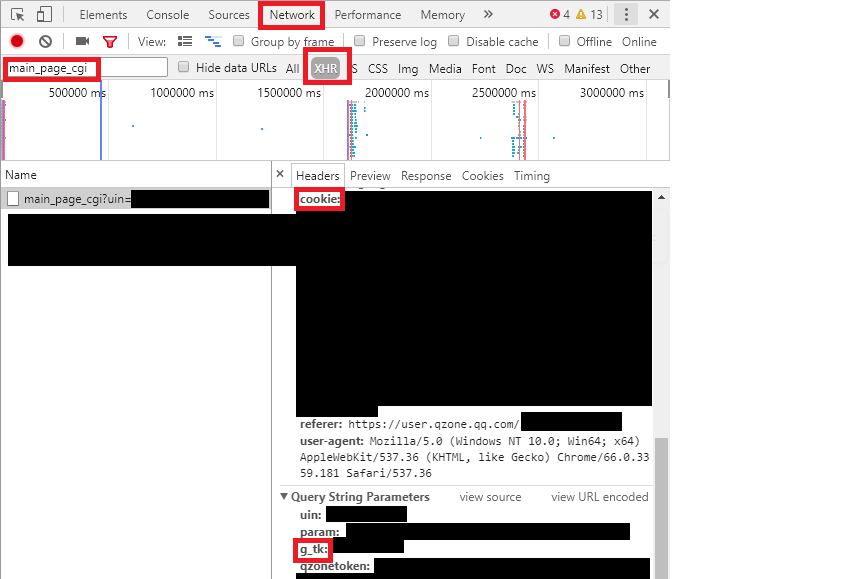 Elements Console Sources Network Performance Memory » 4 13
View: Group by frame Preserve log Disable cache Offline Online
main_page_cgi Hide data URLs All XHR S CSS Img Media Font Doc WS Manifest Other
500000 ms 1000000 ms 1500000 ms 2000000 ms 2500000 ms 3000000 ms
Name
main_page_cgi?uin=
× Headers Preview Response Cookies Timing
cookie:
referer: https://user.qzone.qq.com/
user-agent: Mozilla/5.0 (Windows NT 10.0; Win64; x64)
AppleWebKit/537.36 (KHTML, like Gecko) Chrome/66.0.33
59.181 Safari/537.36
Query String Parameters view source view URL encoded
uin:
param:
g_tk:
qzonetoken: